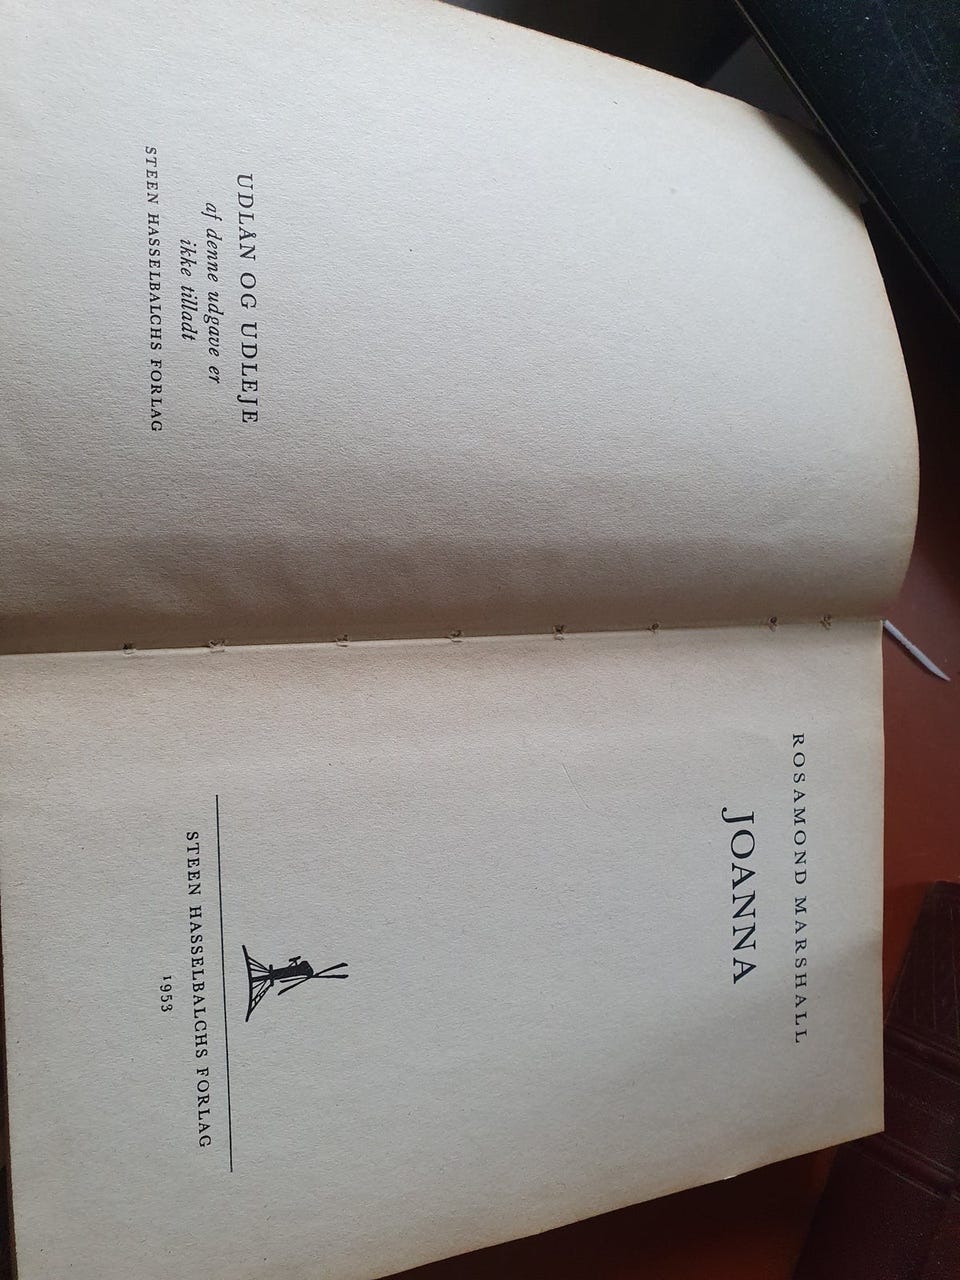 UDLÅN OG UDLEJE
af denne udgave er
ikke tilladt
STEEN HASSELBALCHS FORLAG
ROSAMOND MARSHALL
JOANNA
STEEN HASSELBALCHS FORLAG
1953